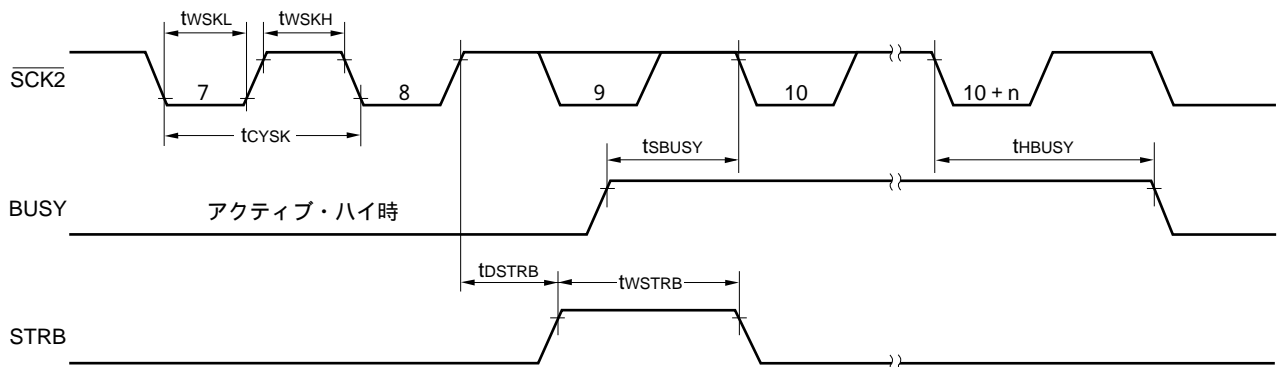 tWSKL tWSKH
SCK2 7 8 9 10 10 + n
tCYSK
tSBUSY tHBUSY
BUSY アクティブ・ハイ時
tDSTRB tWSTRB
STRB